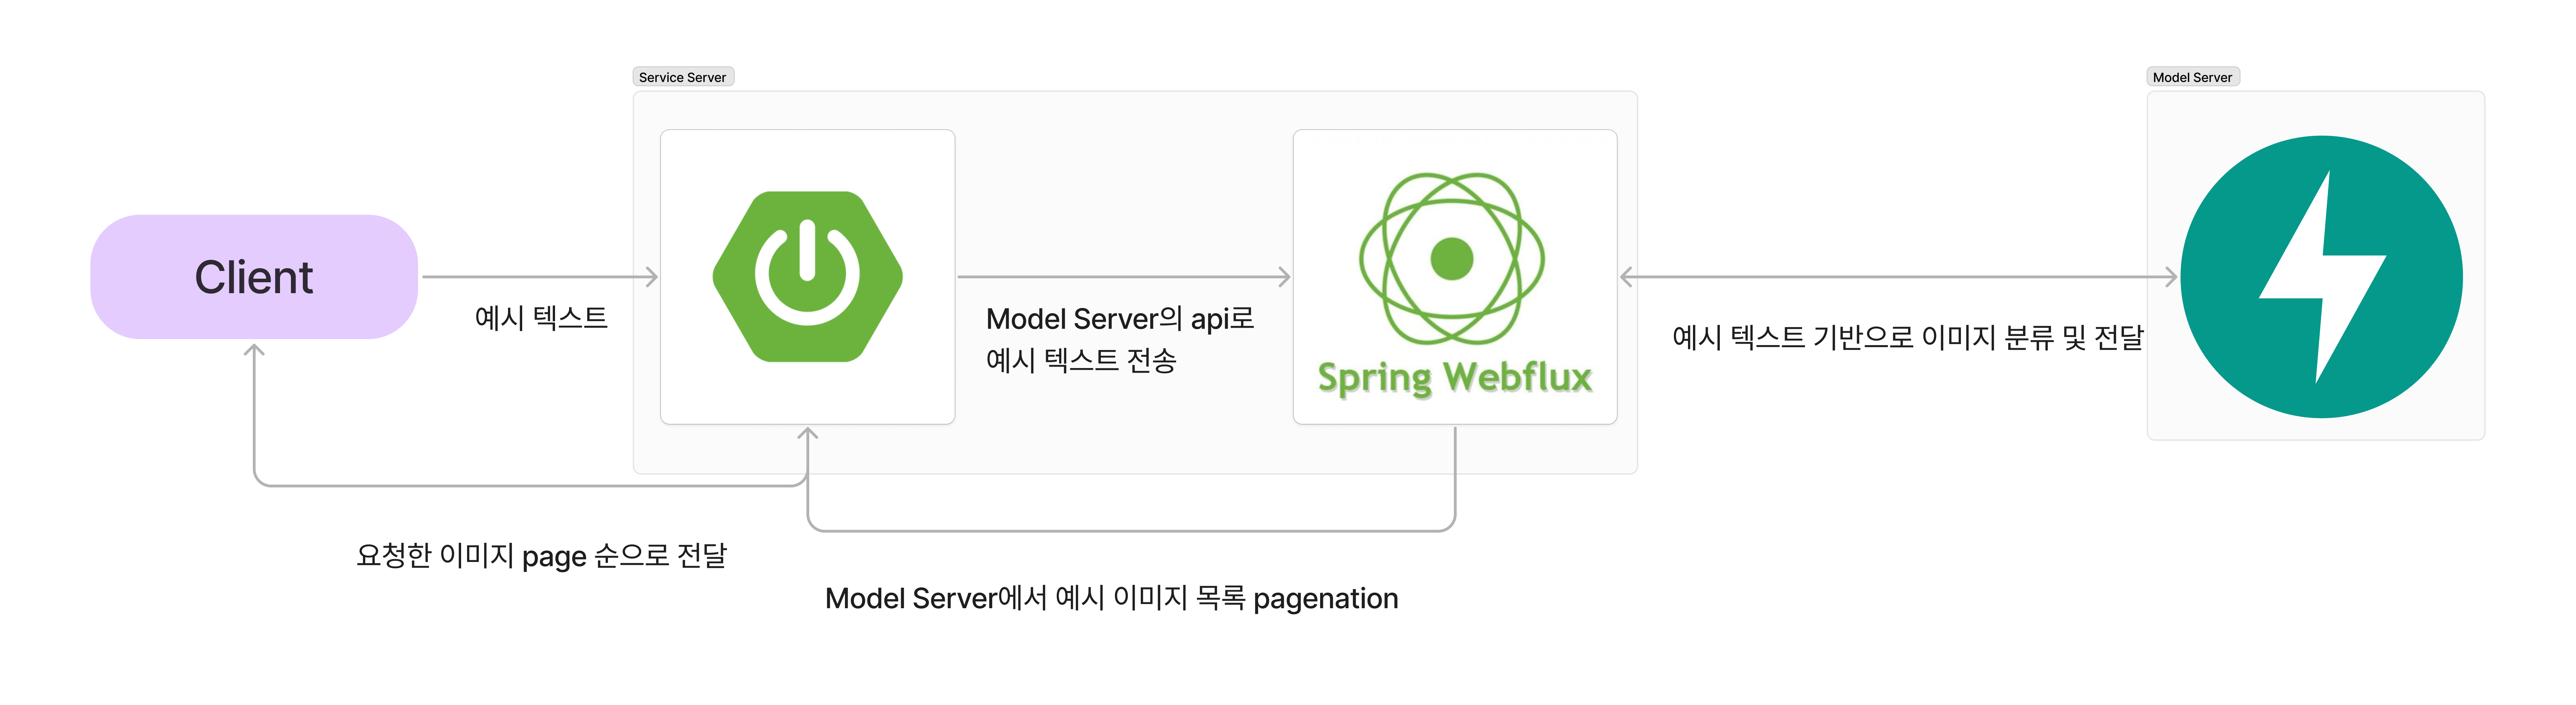 Service Server
Model Server
Client
예시 텍스트
Model Server의 api로
예시 텍스트 전송
Spring Webflux
예시 텍스트 기반으로 이미지 분류 및 전달
요청한 이미지 page 순으로 전달
Model Server에서 예시 이미지 목록 pagenation